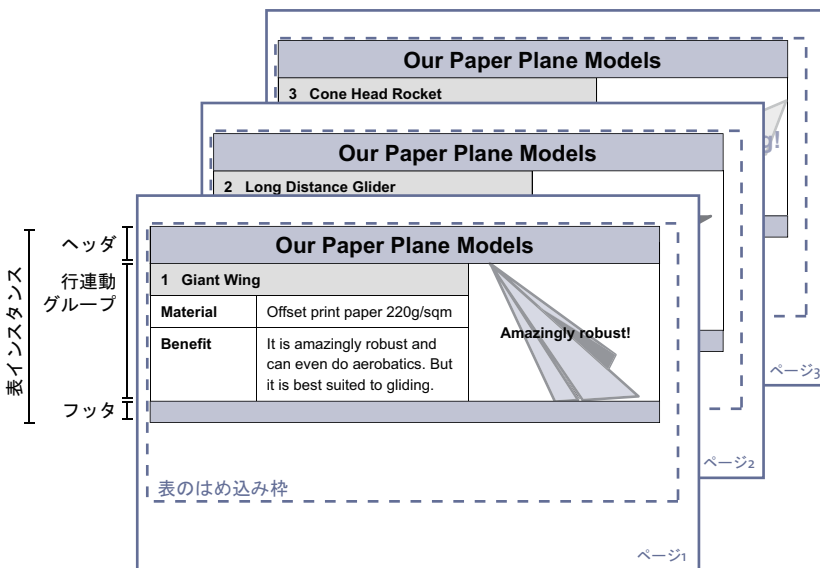 Our Paper Plane Models
3 Cone Head Rocket
g!
Our Paper Plane Models
2 Long Distance Glider
表インスタンス
ヘッダ
行連動
グループ
フッタ
Our Paper Plane Models
1 Giant Wing
Material
Offset print paper 220g/sqm
Benefit
It is amazingly robust and
can even do aerobatics. But
it is best suited to gliding.
Amazingly robust!
表のはめ込み枠
ページ1
ページ2
ページ3